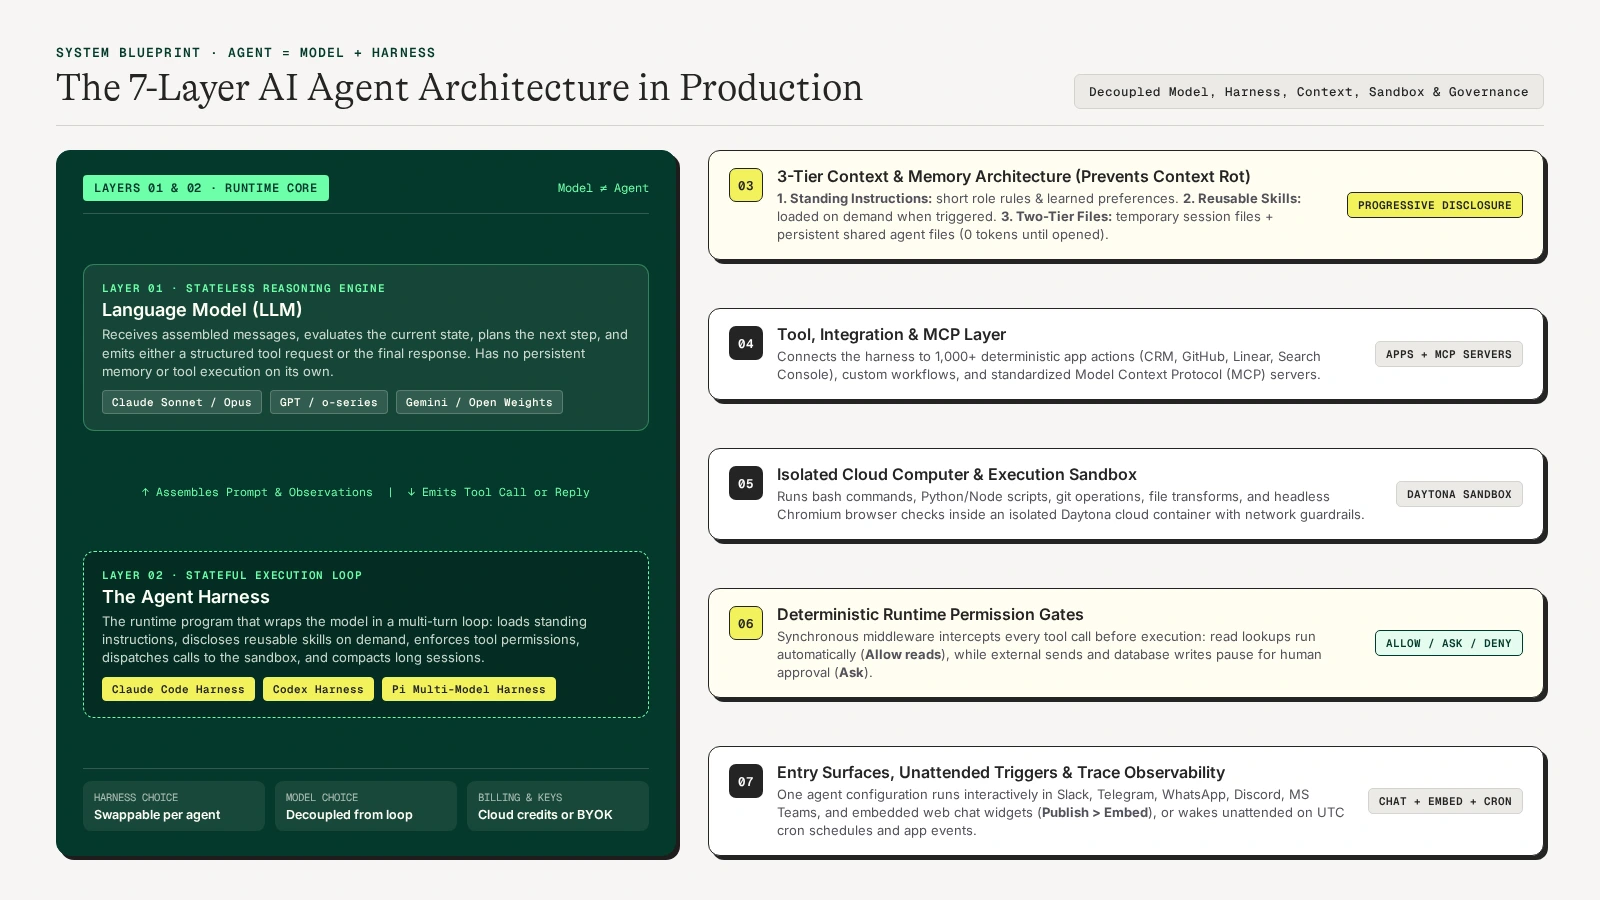 SYSTEM BLUEPRINT · AGENT = MODEL + HARNESS
The 7-Layer AI Agent Architecture in Production
Decoupled Model, Harness, Context, Sandbox & Governance
LAYERS 01 & 02 · RUNTIME CORE
Model ≠ Agent
LAYER 01 · STATELESS REASONING ENGINE
Language Model (LLM)
Receives assembled messages, evaluates the current state, plans the next step, and
emits either a structured tool request or the final response. Has no persistent
memory or tool execution on its own.
Claude Sonnet / Opus
GPT / o-series
Gemini / Open Weights
↑ Assembles Prompt & Observations | ↓ Emits Tool Call or Reply
LAYER 02 · STATEFUL EXECUTION LOOP
The Agent Harness
The runtime program that wraps the model in a multi-turn loop: loads standing
instructions, discloses reusable skills on demand, enforces tool permissions,
dispatches calls to the sandbox, and compacts long sessions.
Claude Code Harness
Codex Harness
Pi Multi-Model Harness
HARNESS CHOICE
Swappable per agent
MODEL CHOICE
Decoupled from loop
BILLING & KEYS
Cloud credits or BYOK
03
3-Tier Context & Memory Architecture (Prevents Context Rot)
1. Standing Instructions: short role rules & learned preferences. 2. Reusable Skills:
loaded on demand when triggered. 3. Two-Tier Files: temporary session files +
persistent shared agent files (0 tokens until opened).
PROGRESSIVE DISCLOSURE
04
Tool, Integration & MCP Layer
Connects the harness to 1,000+ deterministic app actions (CRM, GitHub, Linear, Search
Console), custom workflows, and standardized Model Context Protocol (MCP) servers.
APPS + MCP SERVERS
05
Isolated Cloud Computer & Execution Sandbox
Runs bash commands, Python/Node scripts, git operations, file transforms, and headless
Chromium browser checks inside an isolated Daytona cloud container with network guardrails.
DAYTONA SANDBOX
06
Deterministic Runtime Permission Gates
Synchronous middleware intercepts every tool call before execution: read lookups run
automatically (Allow reads), while external sends and database writes pause for human
approval (Ask).
ALLOW / ASK / DENY
07
Entry Surfaces, Unattended Triggers & Trace Observability
One agent configuration runs interactively in Slack, Telegram, WhatsApp, Discord, MS
Teams, and embedded web chat widgets (Publish > Embed), or wakes unattended on UTC
cron schedules and app events.
CHAT + EMBED + CRON